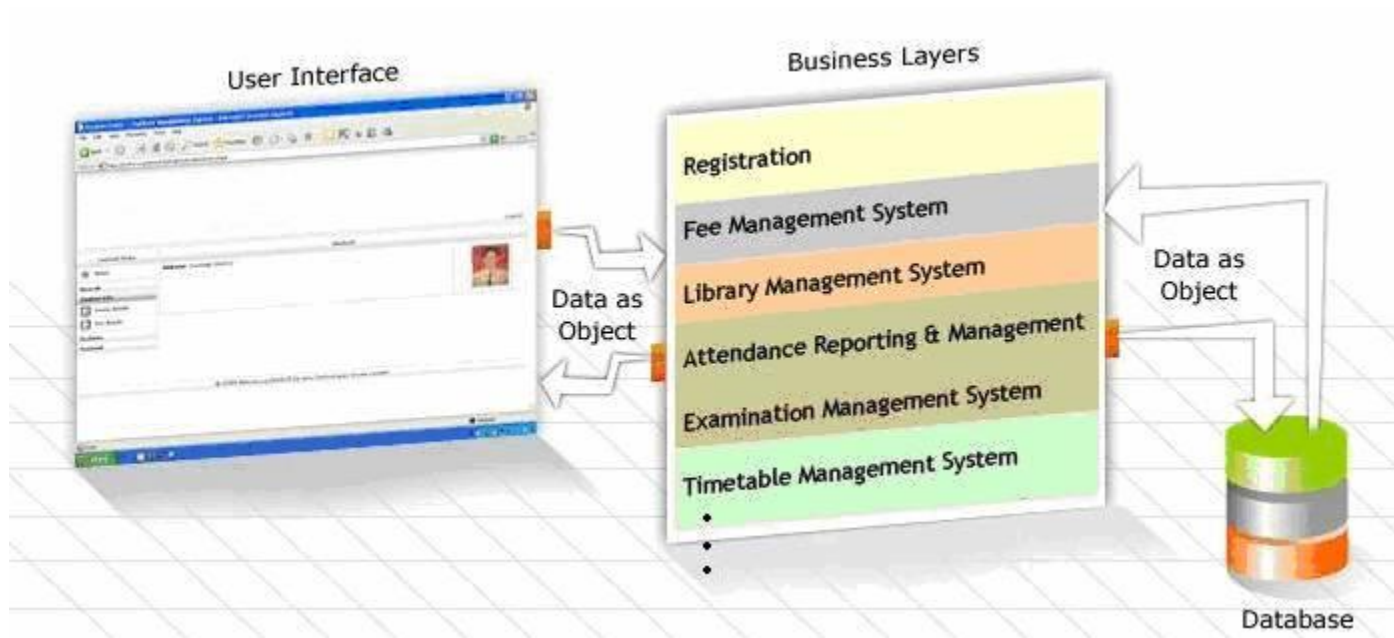 User Interface
Business Layers
Registration
Fee Management System
Library Management System
Attendance Reporting & Management
Examination Management System
Timetable Management System
Data as
Object
Data as
Object
Database